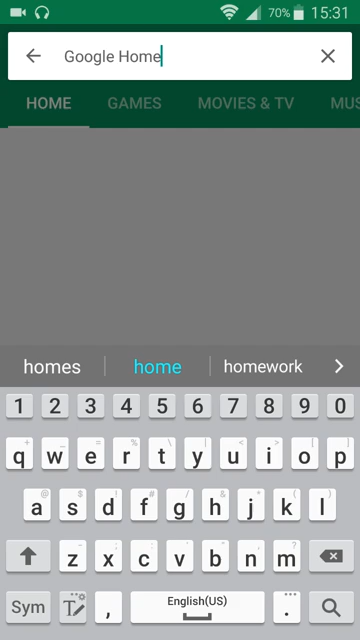 70% 15:31
Google Home
HOME GAMES MOVIES & TV MUS
homes home homework
1 2 3 4 5 6 7 8 9 0
+ _ = % \ | < > [ ]
q w e r t y u i o p
@ $ ! # / & * ( )
a s d f g h j k l
- : ; " ?
z x c v b n m
Sym T , English(US) .